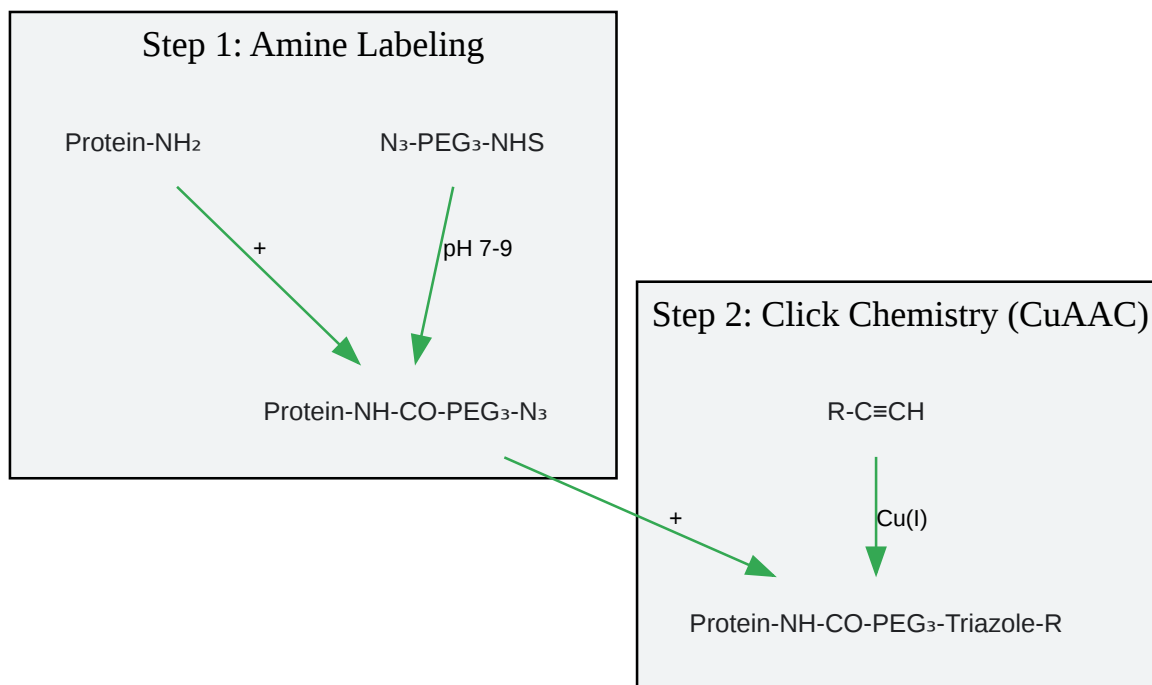 Step 1: Amine Labeling
Protein-NH₂
N₃-PEG₃-NHS
+
pH 7-9
Protein-NH-CO-PEG₃-N₃
Step 2: Click Chemistry (CuAAC)
R-C≡CH
+
Cu(I)
Protein-NH-CO-PEG₃-Triazole-R